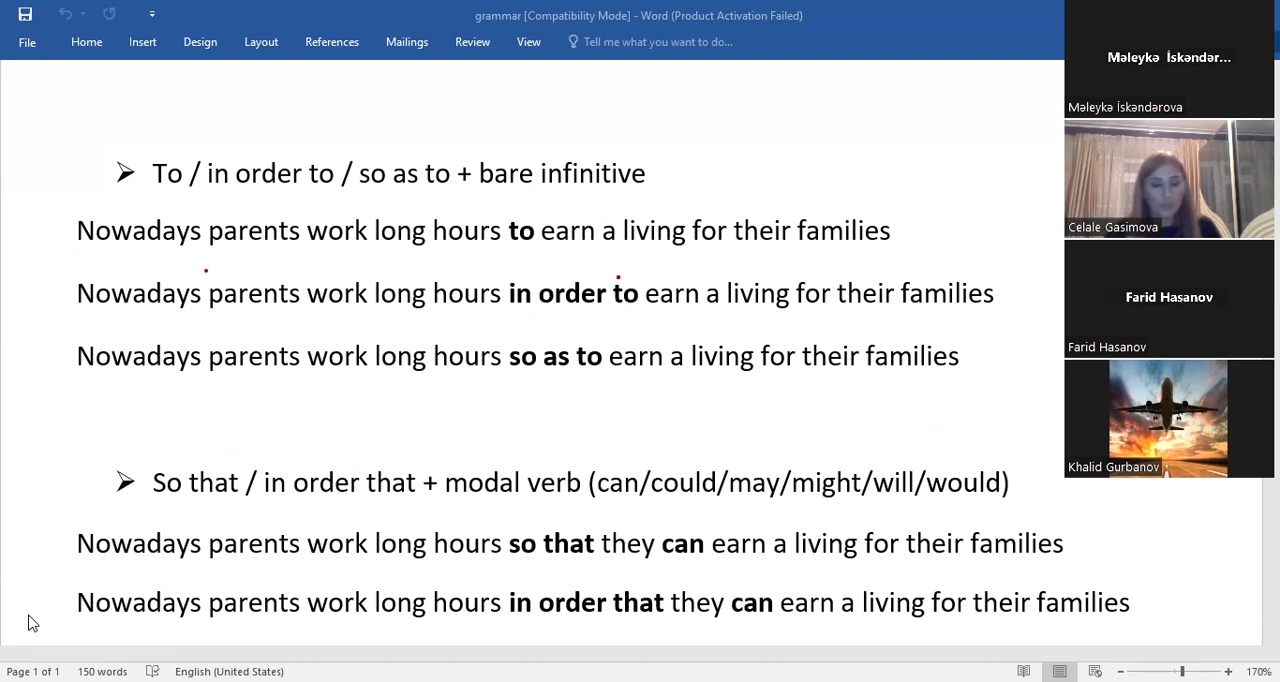 grammar [Compatibility Mode] - Word (Product Activation Failed)
File Home Insert Design Layout References Mailings Review View Tell me what you want to do...
To / in order to / so as to + bare infinitive
Nowadays parents work long hours to earn a living for their families
Nowadays parents work long hours in order to earn a living for their families
Nowadays parents work long hours so as to earn a living for their families
So that / in order that + modal verb (can/could/may/might/will/would)
Nowadays parents work long hours so that they can earn a living for their families
Nowadays parents work long hours in order that they can earn a living for their families
Page 1 of 1 150 words English (United States) 170%
Məleykə İskəndər...
Məleykə İskəndərova
Celale Gasimova
Farid Hasanov
Farid Hasanov
Khalid Gurbanov